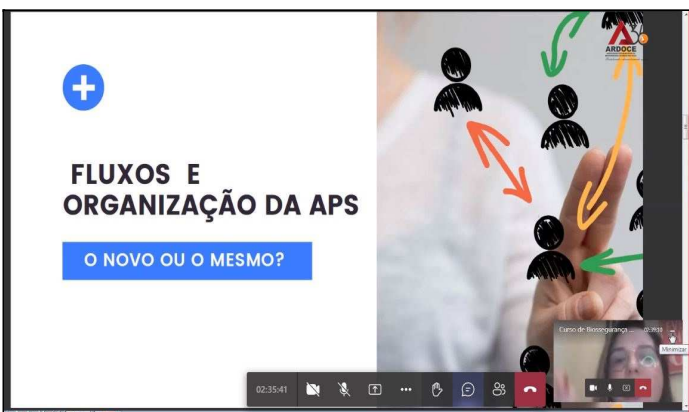 ARDOCE
FLUXOS E
ORGANIZAÇÃO DA APS
O NOVO OU O MESMO?
Curso de Biossegurança ...
Minimizar
02:35:41